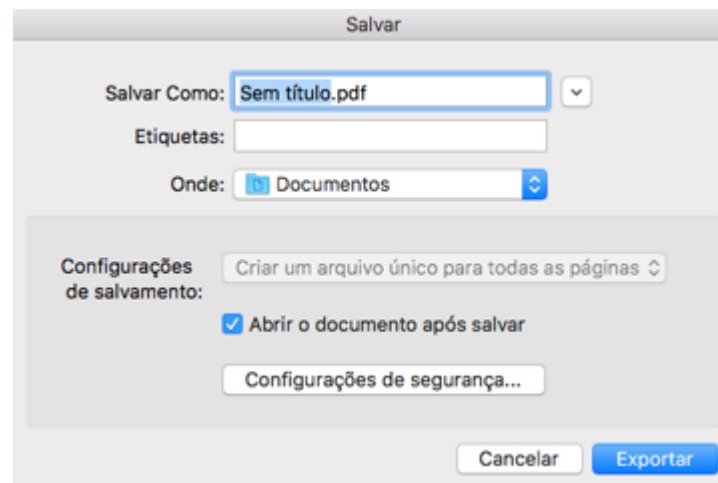 Salvar
Salvar Como: Sem título.pdf
Etiquetas:
Onde: Documentos
Configurações
de salvamento:
Criar um arquivo único para todas as páginas
Abrir o documento após salvar
Configurações de segurança...
Cancelar Exportar